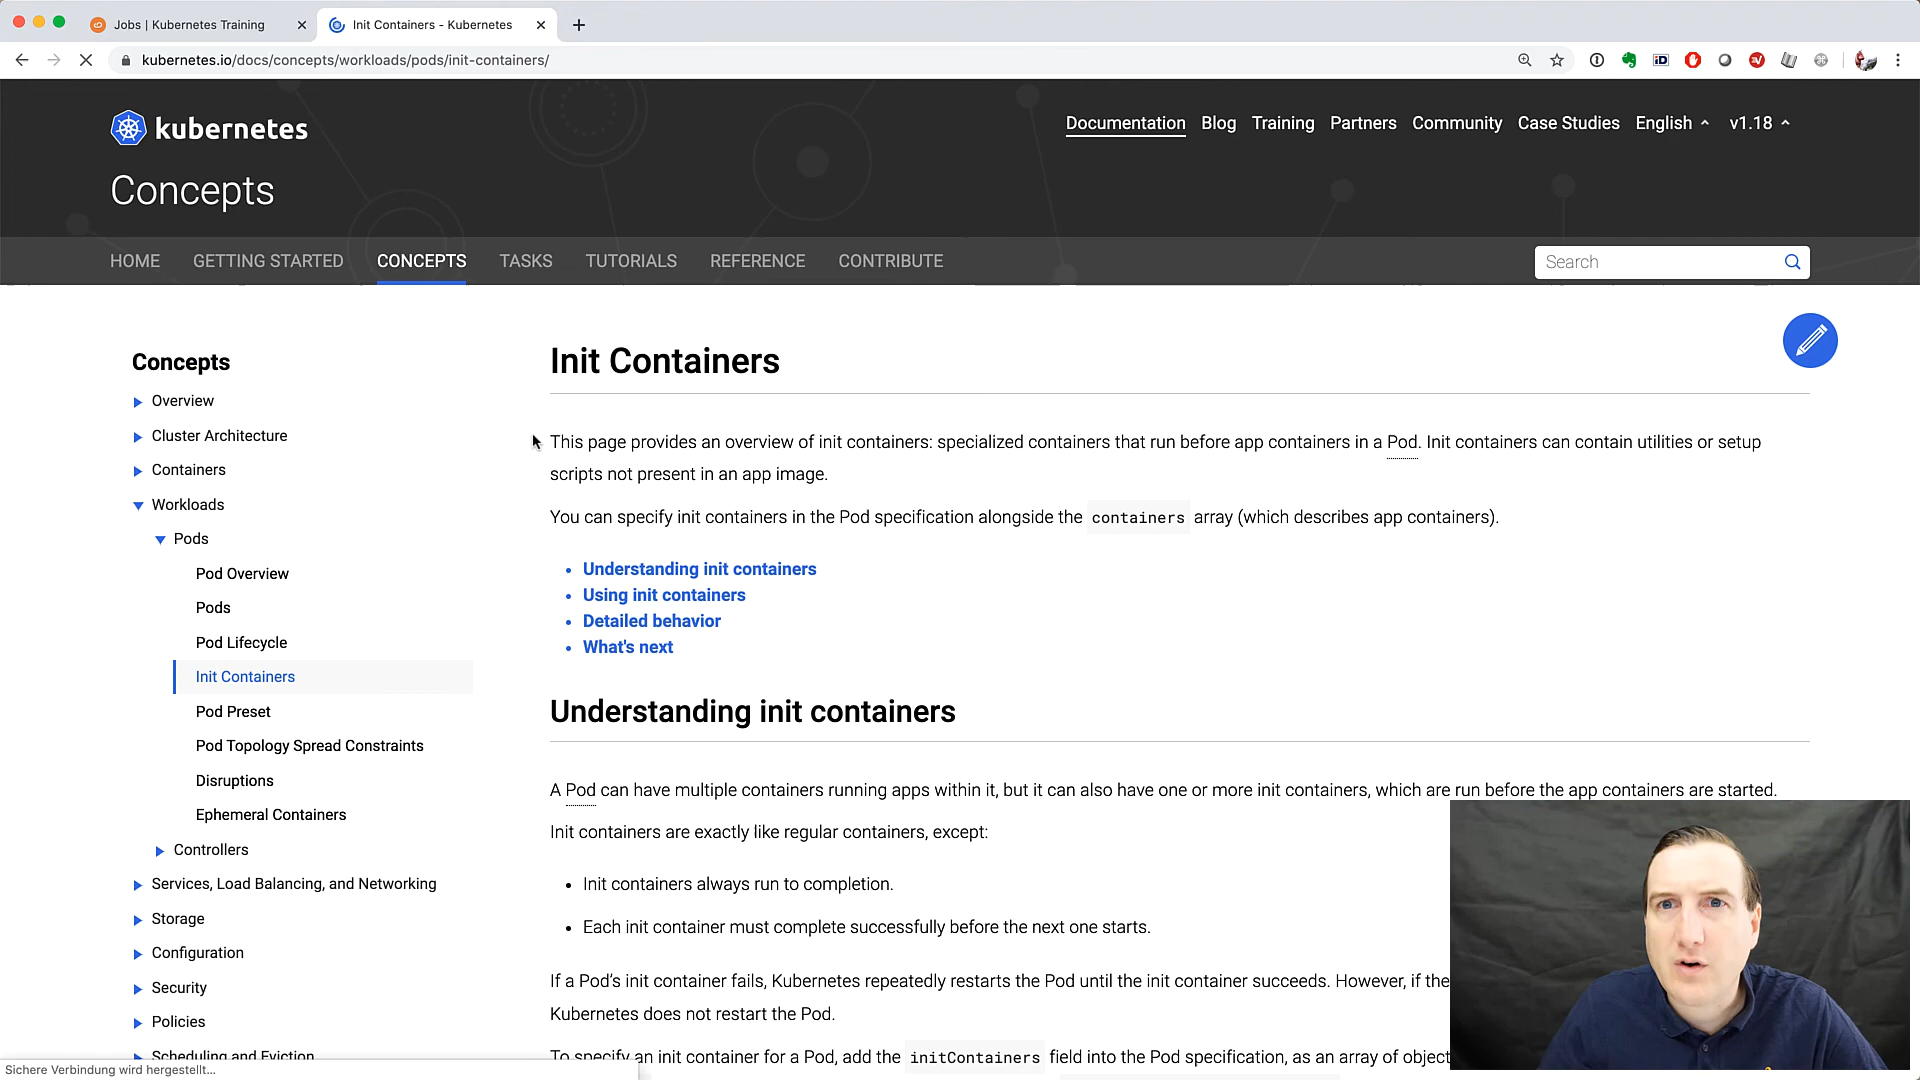 Jobs | Kubernetes Training
Init Containers - Kubernetes
kubernetes.io/docs/concepts/workloads/pods/init-containers/
kubernetes
Documentation Blog Training Partners Community Case Studies English v1.18
Concepts
HOME GETTING STARTED CONCEPTS TASKS TUTORIALS REFERENCE CONTRIBUTE
Search
Concepts
Overview
Cluster Architecture
Containers
Workloads
Pods
Pod Overview
Pods
Pod Lifecycle
Init Containers
Pod Preset
Pod Topology Spread Constraints
Disruptions
Ephemeral Containers
Controllers
Services, Load Balancing, and Networking
Storage
Configuration
Security
Policies
Scheduling and Eviction
Init Containers
This page provides an overview of init containers: specialized containers that run before app containers in a Pod. Init containers can contain utilities or setup
scripts not present in an app image.
You can specify init containers in the Pod specification alongside the containers array (which describes app containers).
• Understanding init containers
• Using init containers
• Detailed behavior
• What's next
Understanding init containers
A Pod can have multiple containers running apps within it, but it can also have one or more init containers, which are run before the app containers are started.
Init containers are exactly like regular containers, except:
• Init containers always run to completion.
• Each init container must complete successfully before the next one starts.
If a Pod’s init container fails, Kubernetes repeatedly restarts the Pod until the init container succeeds. However, if the
Kubernetes does not restart the Pod.
To specify an init container for a Pod, add the initContainers field into the Pod specification, as an array of object
Sichere Verbindung wird hergestellt...